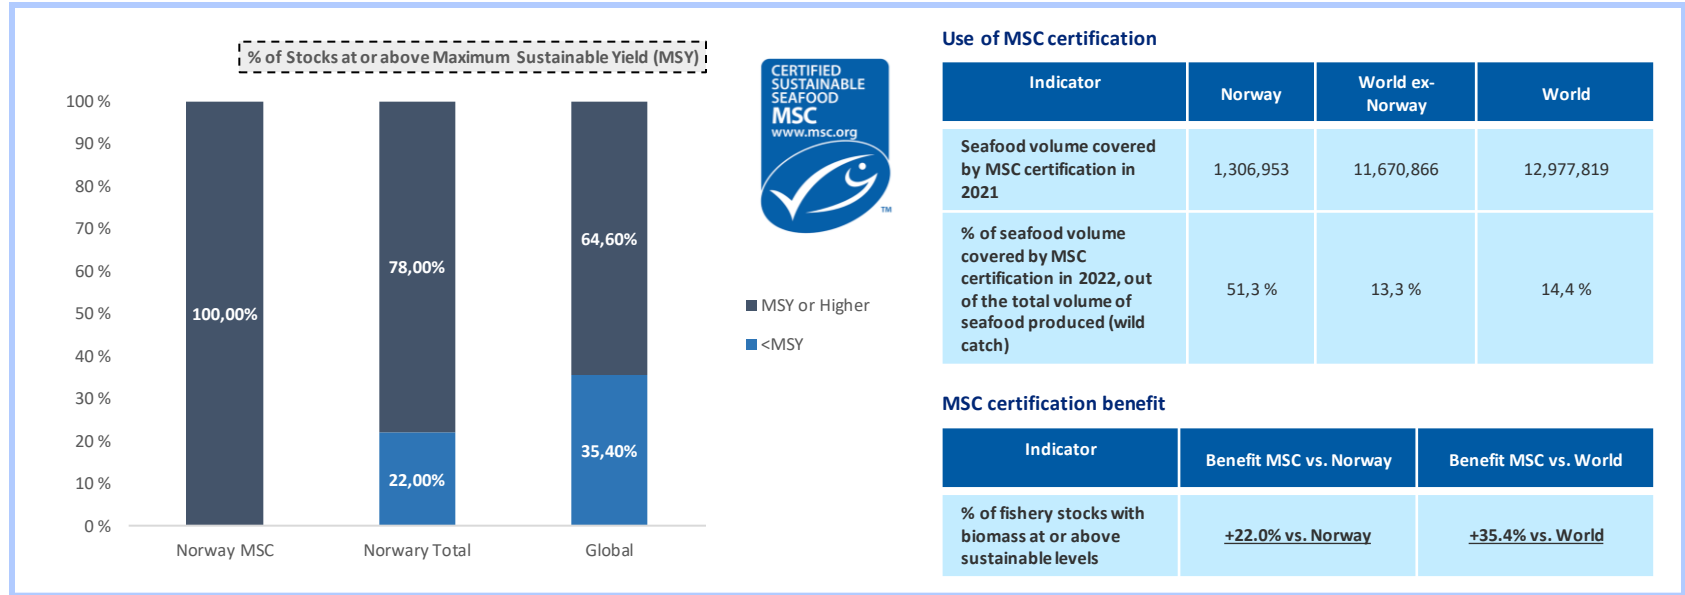 % of Stocks at or above Maximum Sustainable Yield (MSY)
100 %
90 %
80 %
70 %
60 %
50 %
40 %
30 %
20 %
10 %
0 %
100,00%
78,00%
22,00%
64,60%
35,40%
Norway MSC
Norwary Total
Global
MSY or Higher
<MSY
CERTIFIED
SUSTAINABLE
SEAFOOD
MSC
www.msc.org
TM
Use of MSC certification
Indicator
Norway
World ex-
Norway
World
Seafood volume covered
by MSC certification in
2021
1,306,953
11,670,866
12,977,819
% of seafood volume
covered by MSC
certification in 2022, out
of the total volume of
seafood produced (wild
catch)
51,3 %
13,3 %
14,4 %
MSC certification benefit
Indicator
Benefit MSC vs. Norway
Benefit MSC vs. World
% of fishery stocks with
biomass at or above
sustainable levels
+22.0% vs. Norway
+35.4% vs. World